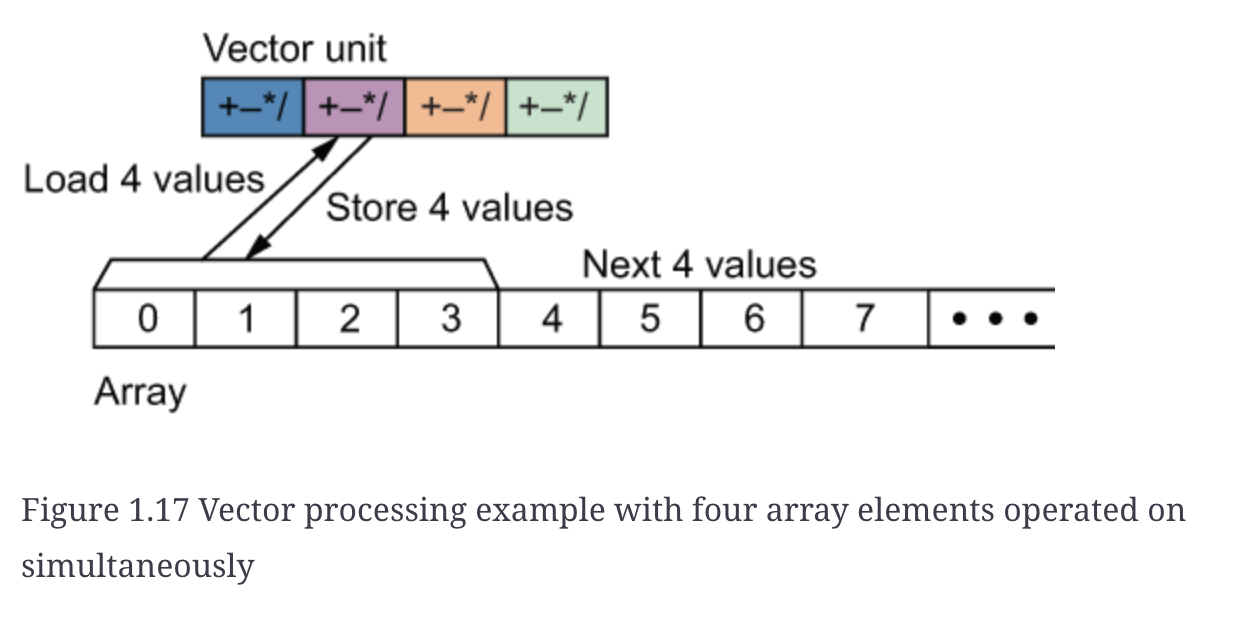 Vector unit
+–*/ +–*/ +–*/ +–*/
Load 4 values
Store 4 values
Next 4 values
0 1 2 3 4 5 6 7 • • •
Array
Figure 1.17 Vector processing example with four array elements operated on
simultaneously